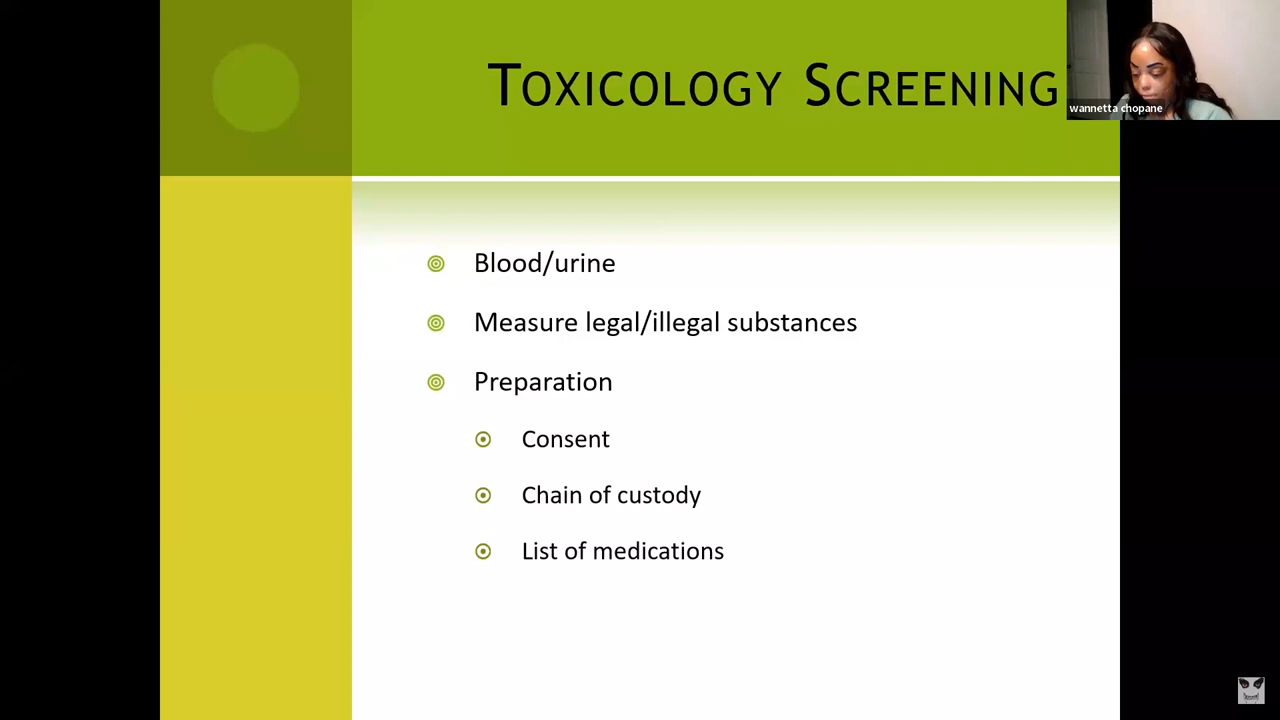 Toxicology Screening
wannetta chopane
Blood/urine
Measure legal/illegal substances
Preparation
Consent
Chain of custody
List of medications